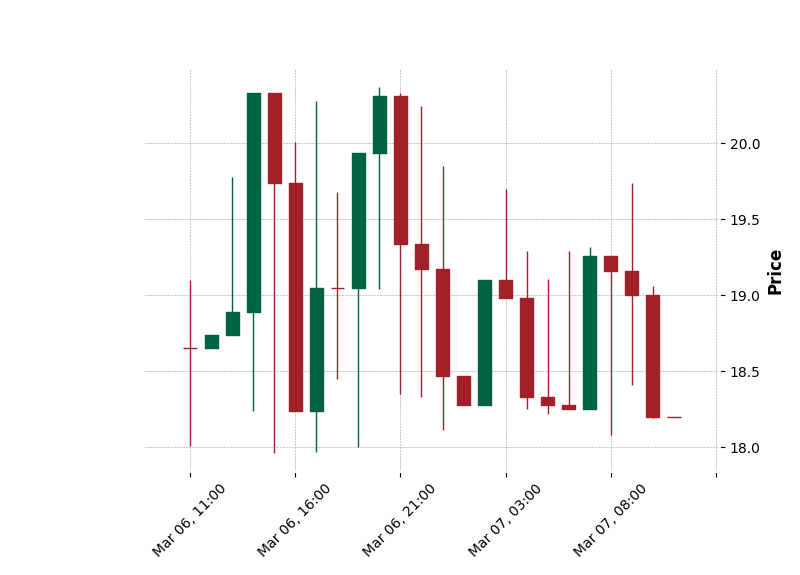 20.0
19.5
19.0
18.5
18.0
Price
Mar 06, 11:00
Mar 06, 16:00
Mar 06, 21:00
Mar 07, 03:00
Mar 07, 08:00